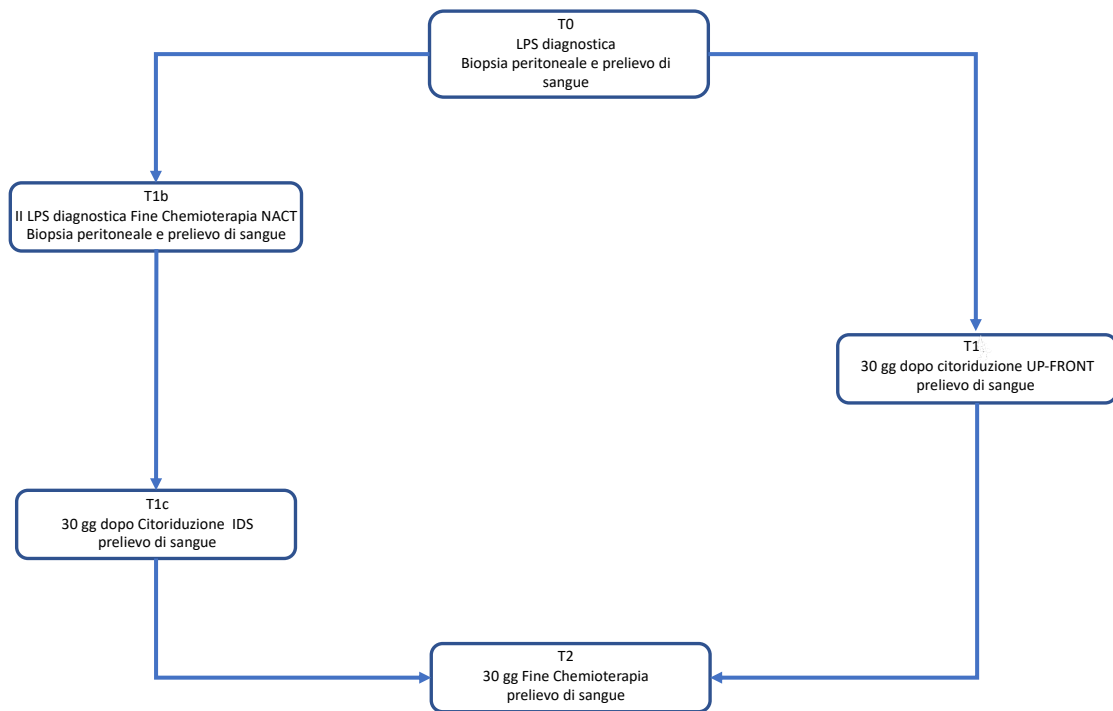 T0
LPS diagnostica
Biopsia peritoneale e prelievo di
sangue
T1b
II LPS diagnostica Fine Chemioterapia NACT
Biopsia peritoneale e prelievo di sangue
T1
30 gg dopo citoriduzione UP-FRONT
prelievo di sangue
T1c
30 gg dopo Citoriduzione IDS
prelievo di sangue
T2
30 gg Fine Chemioterapia
prelievo di sangue